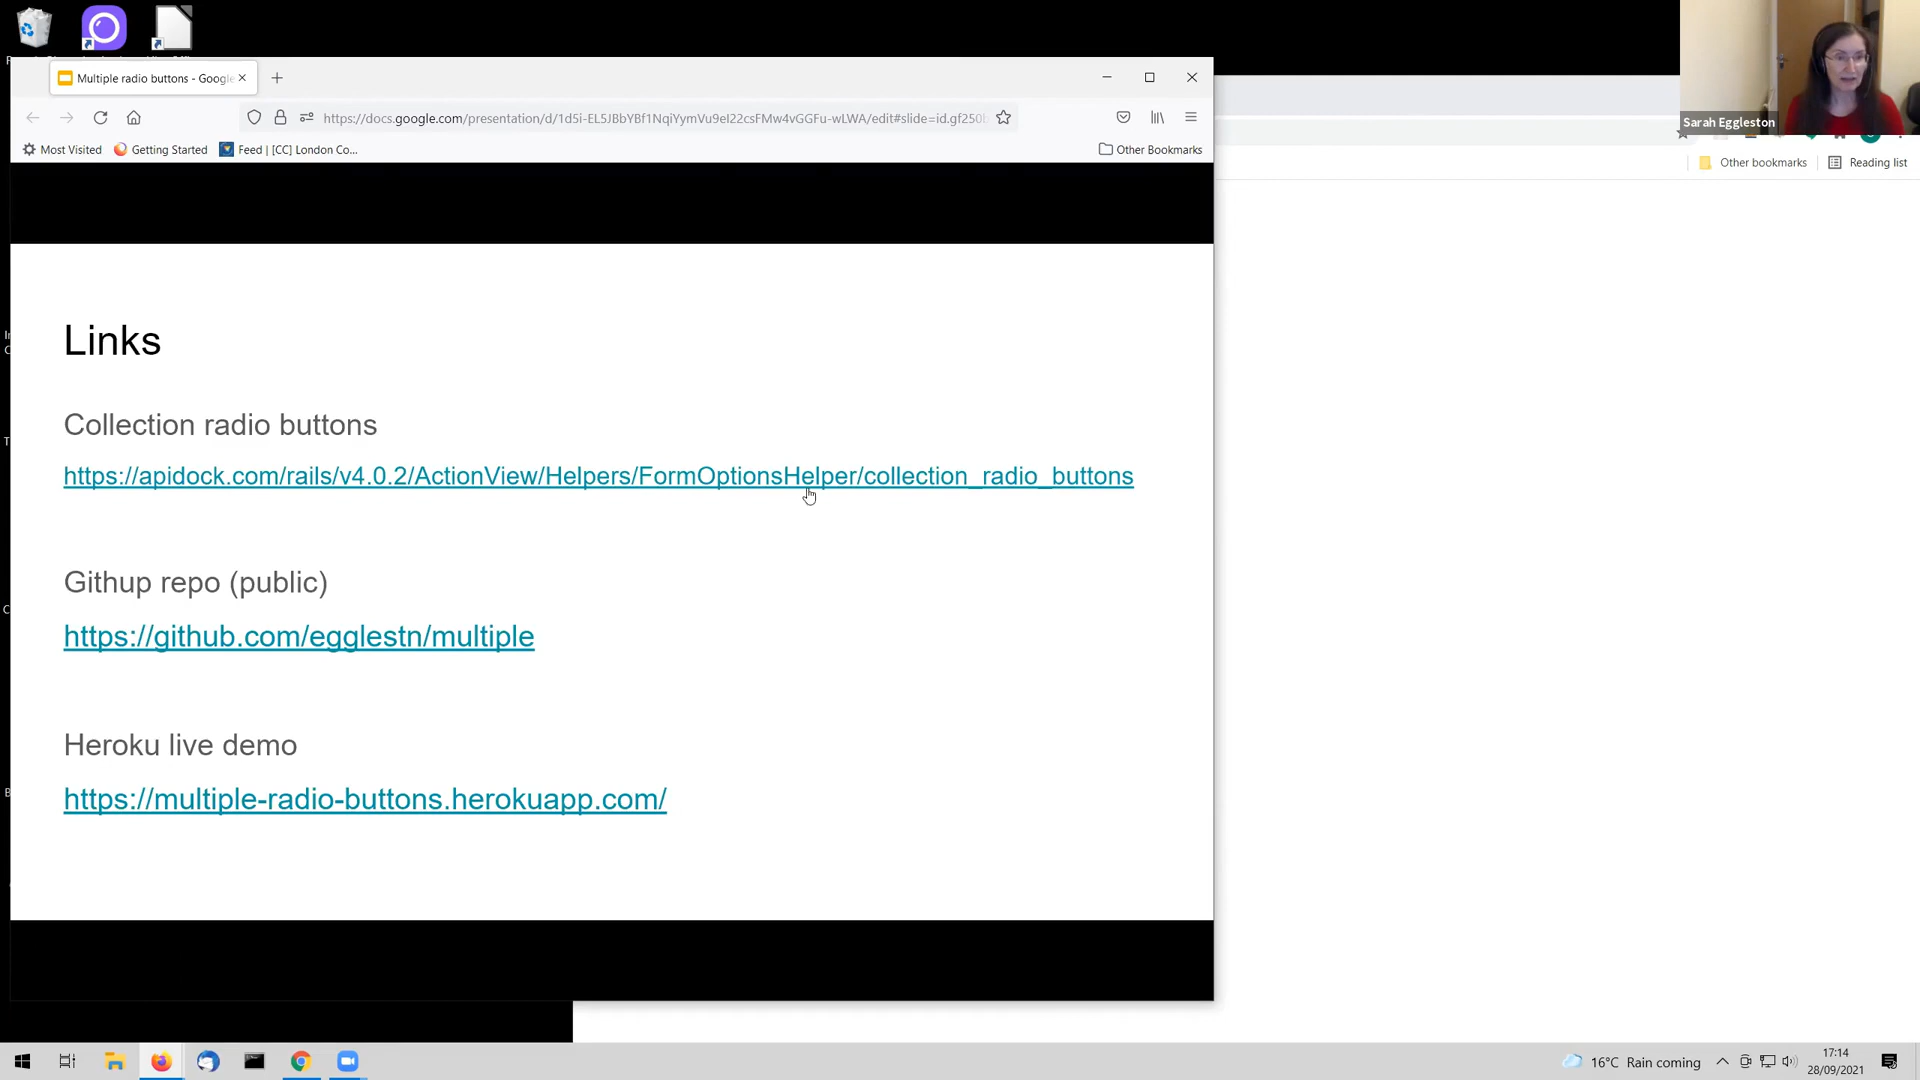 Multiple radio buttons - Google
https://docs.google.com/presentation/d/1d5i-EL5JBbYBf1NqiYymVu9eI22csFMw4vGGFu-wLWA/edit#slide=id.gf250b
Most Visited Getting Started Feed | [CC] London Co... Other Bookmarks
Sarah Eggleston
Other bookmarks Reading list
Links
Collection radio buttons
https://apidock.com/rails/v4.0.2/ActionView/Helpers/FormOptionsHelper/collection_radio_buttons
Githup repo (public)
https://github.com/egglestn/multiple
Heroku live demo
https://multiple-radio-buttons.herokuapp.com/
16°C Rain coming
17:14
28/09/2021